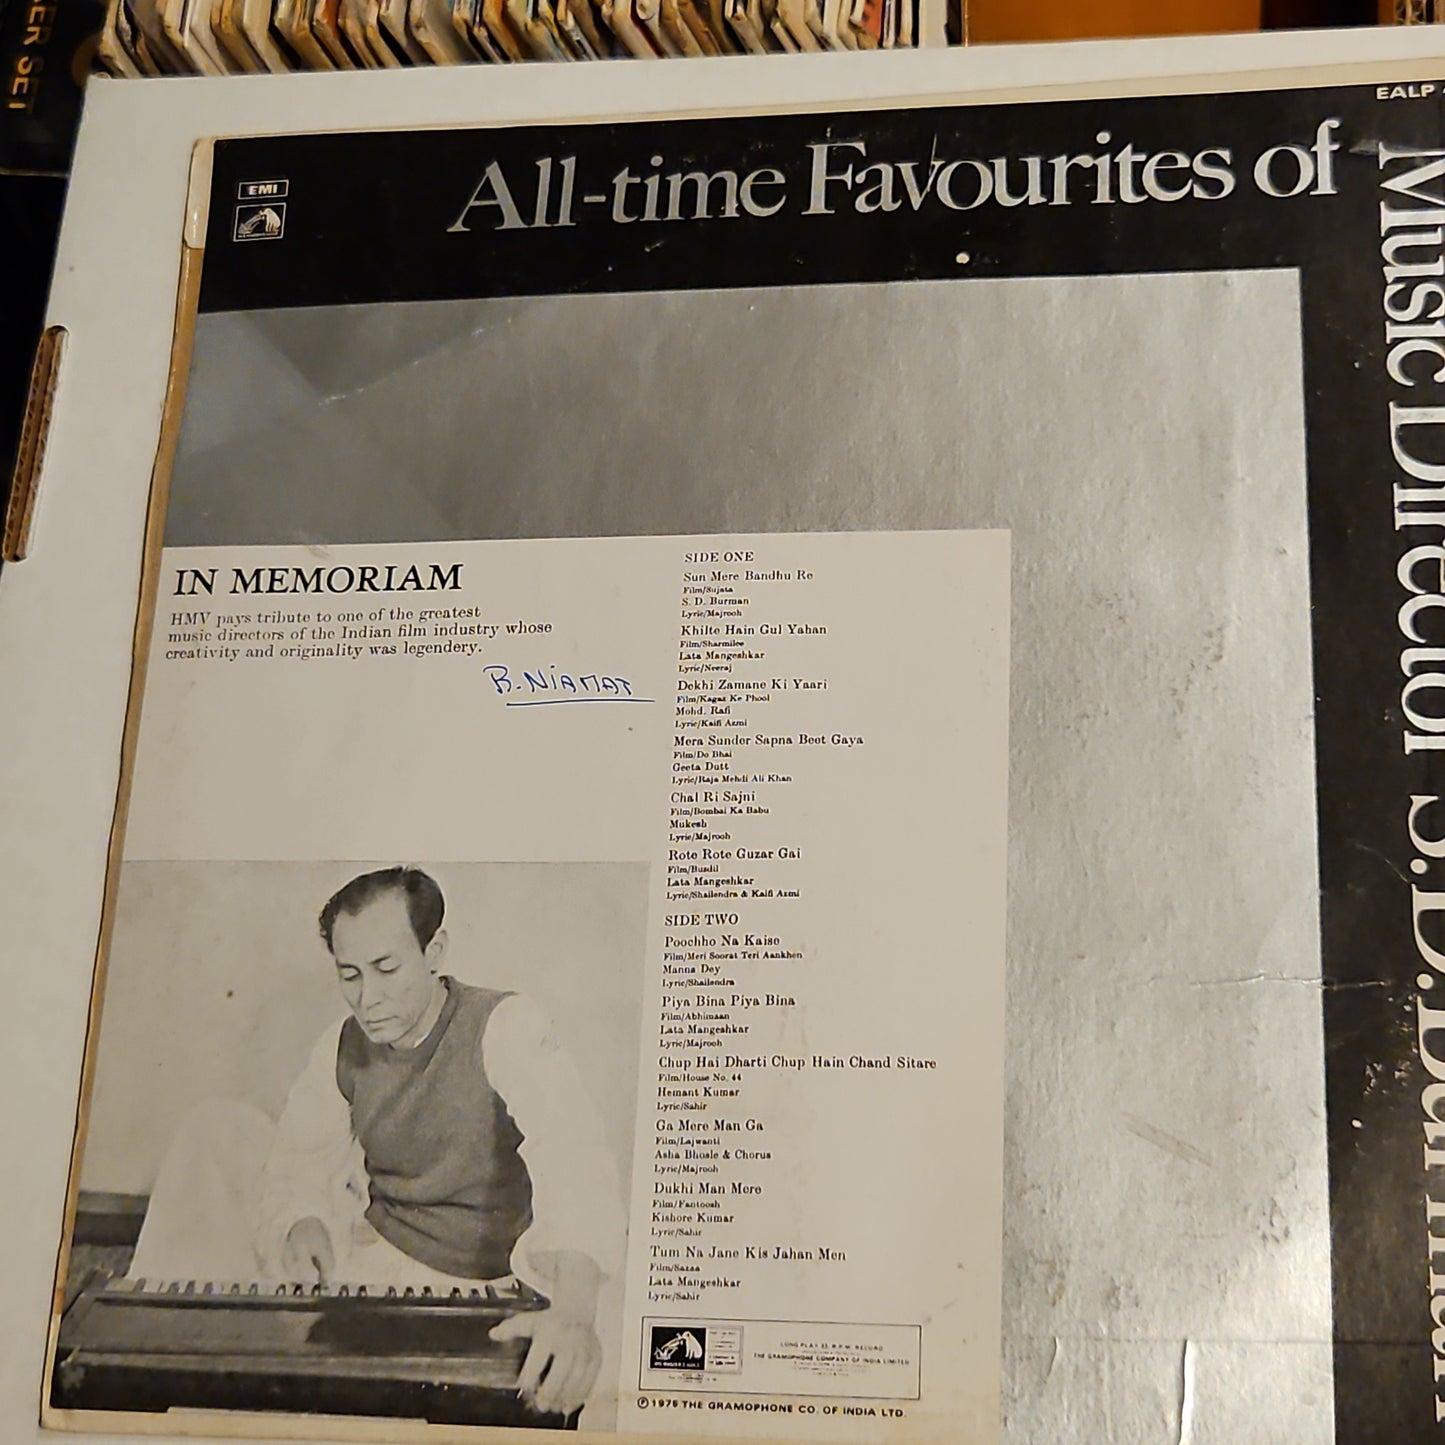 DER SET
EALP
EMI
All-time Favourites of
Music Director S.D.Burman
IN MEMORIAM
HMV pays tribute to one of the greatest
music directors of the Indian film industry whose
creativity and originality was legendery.
R. NIAMAT
SIDE ONE
Sun Mere Bandhu Re
Film/Sujata
S. D. Burman
Lyric/Majrooh
Khilte Hain Gul Yahan
Film/Sharmilee
Lata Mangeshkar
Lyric/Neeraj
Dekhi Zamane Ki Yaari
Film/Kagaz Ke Phool
Mohd. Rafi
Lyric/Kaifi Azmi
Mera Sunder Sapna Beet Gaya
Film/Do Bhai
Geeta Dutt
Lyric/Raja Mehdi Ali Khan
Chal Ri Sajni
Film/Bombai Ka Babu
Mukesh
Lyric/Majrooh
Rote Rote Guzar Gai
Film/Buzdil
Lata Mangeshkar
Lyric/Shailendra & Kaifi Azmi
SIDE TWO
Poochho Na Kaise
Film/Meri Soorat Teri Aankhen
Manna Dey
Lyric/Shailendra
Piya Bina Piya Bina
Film/Abhimaan
Lata Mangeshkar
Lyric/Majrooh
Chup Hai Dharti Chup Hain Chand Sitare
Film/House No. 44
Hemant Kumar
Lyric/Sahir
Ga Mere Man Ga
Film/Lajwanti
Asha Bhosle & Chorus
Lyric/Majrooh
Dukhi Man Mere
Film/Fantoosh
Kishore Kumar
Lyric/Sahir
Tum Na Jane Kis Jahan Men
Film/Sazaa
Lata Mangeshkar
Lyric/Sahir
LONG PLAY 33 R.P.M. RECORD
THE GRAMOPHONE COMPANY OF INDIA LIMITED
℗ 1975 THE GRAMOPHONE CO. OF INDIA LTD.